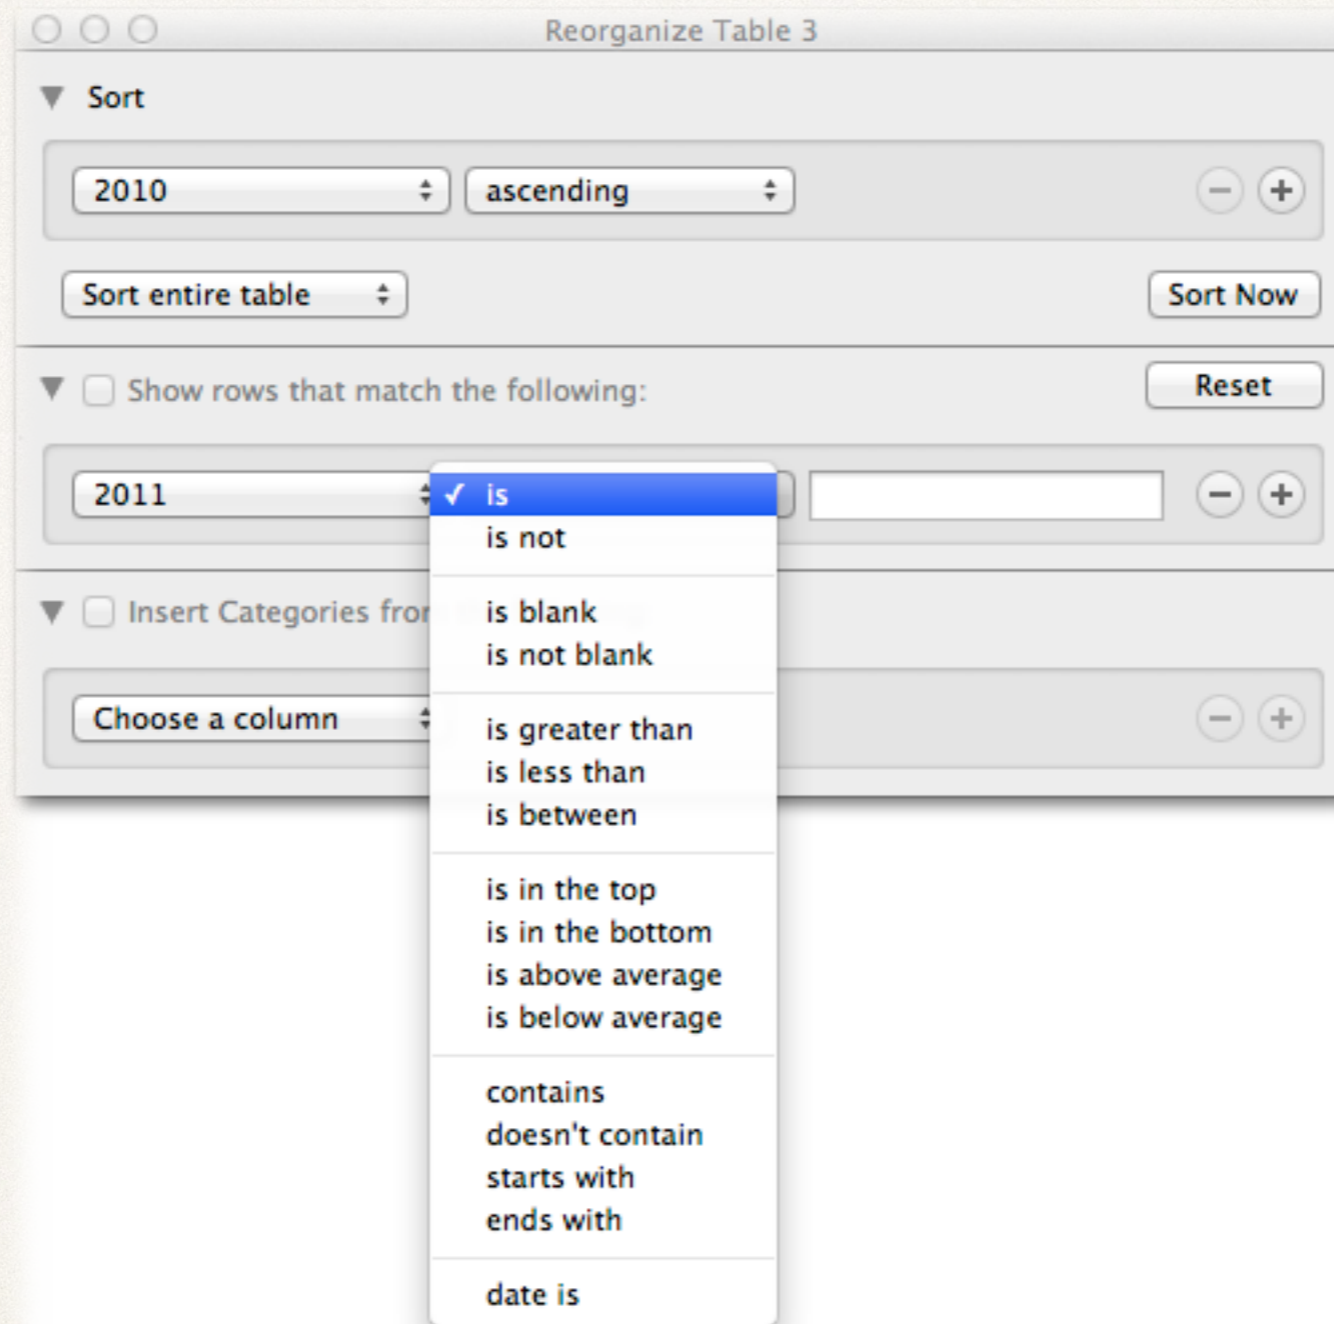 Reorganize Table 3
Sort
2010 ascending
Sort entire table Sort Now
Show rows that match the following: Reset
2011 ✓ is
is not
Insert Categories from
is blank
is not blank
Choose a column
is greater than
is less than
is between
is in the top
is in the bottom
is above average
is below average
contains
doesn't contain
starts with
ends with
date is